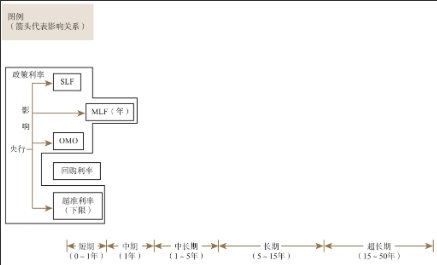 图例
（箭头代表影响关系）
政策利率
SLF
影
响
MLF（年）
央行
OMO
回购利率
超准利率
（下限）
短期 中期 中长期 长期 超长期
（0－1年） （1年） （1－5年） （5－15年） （15－50年）